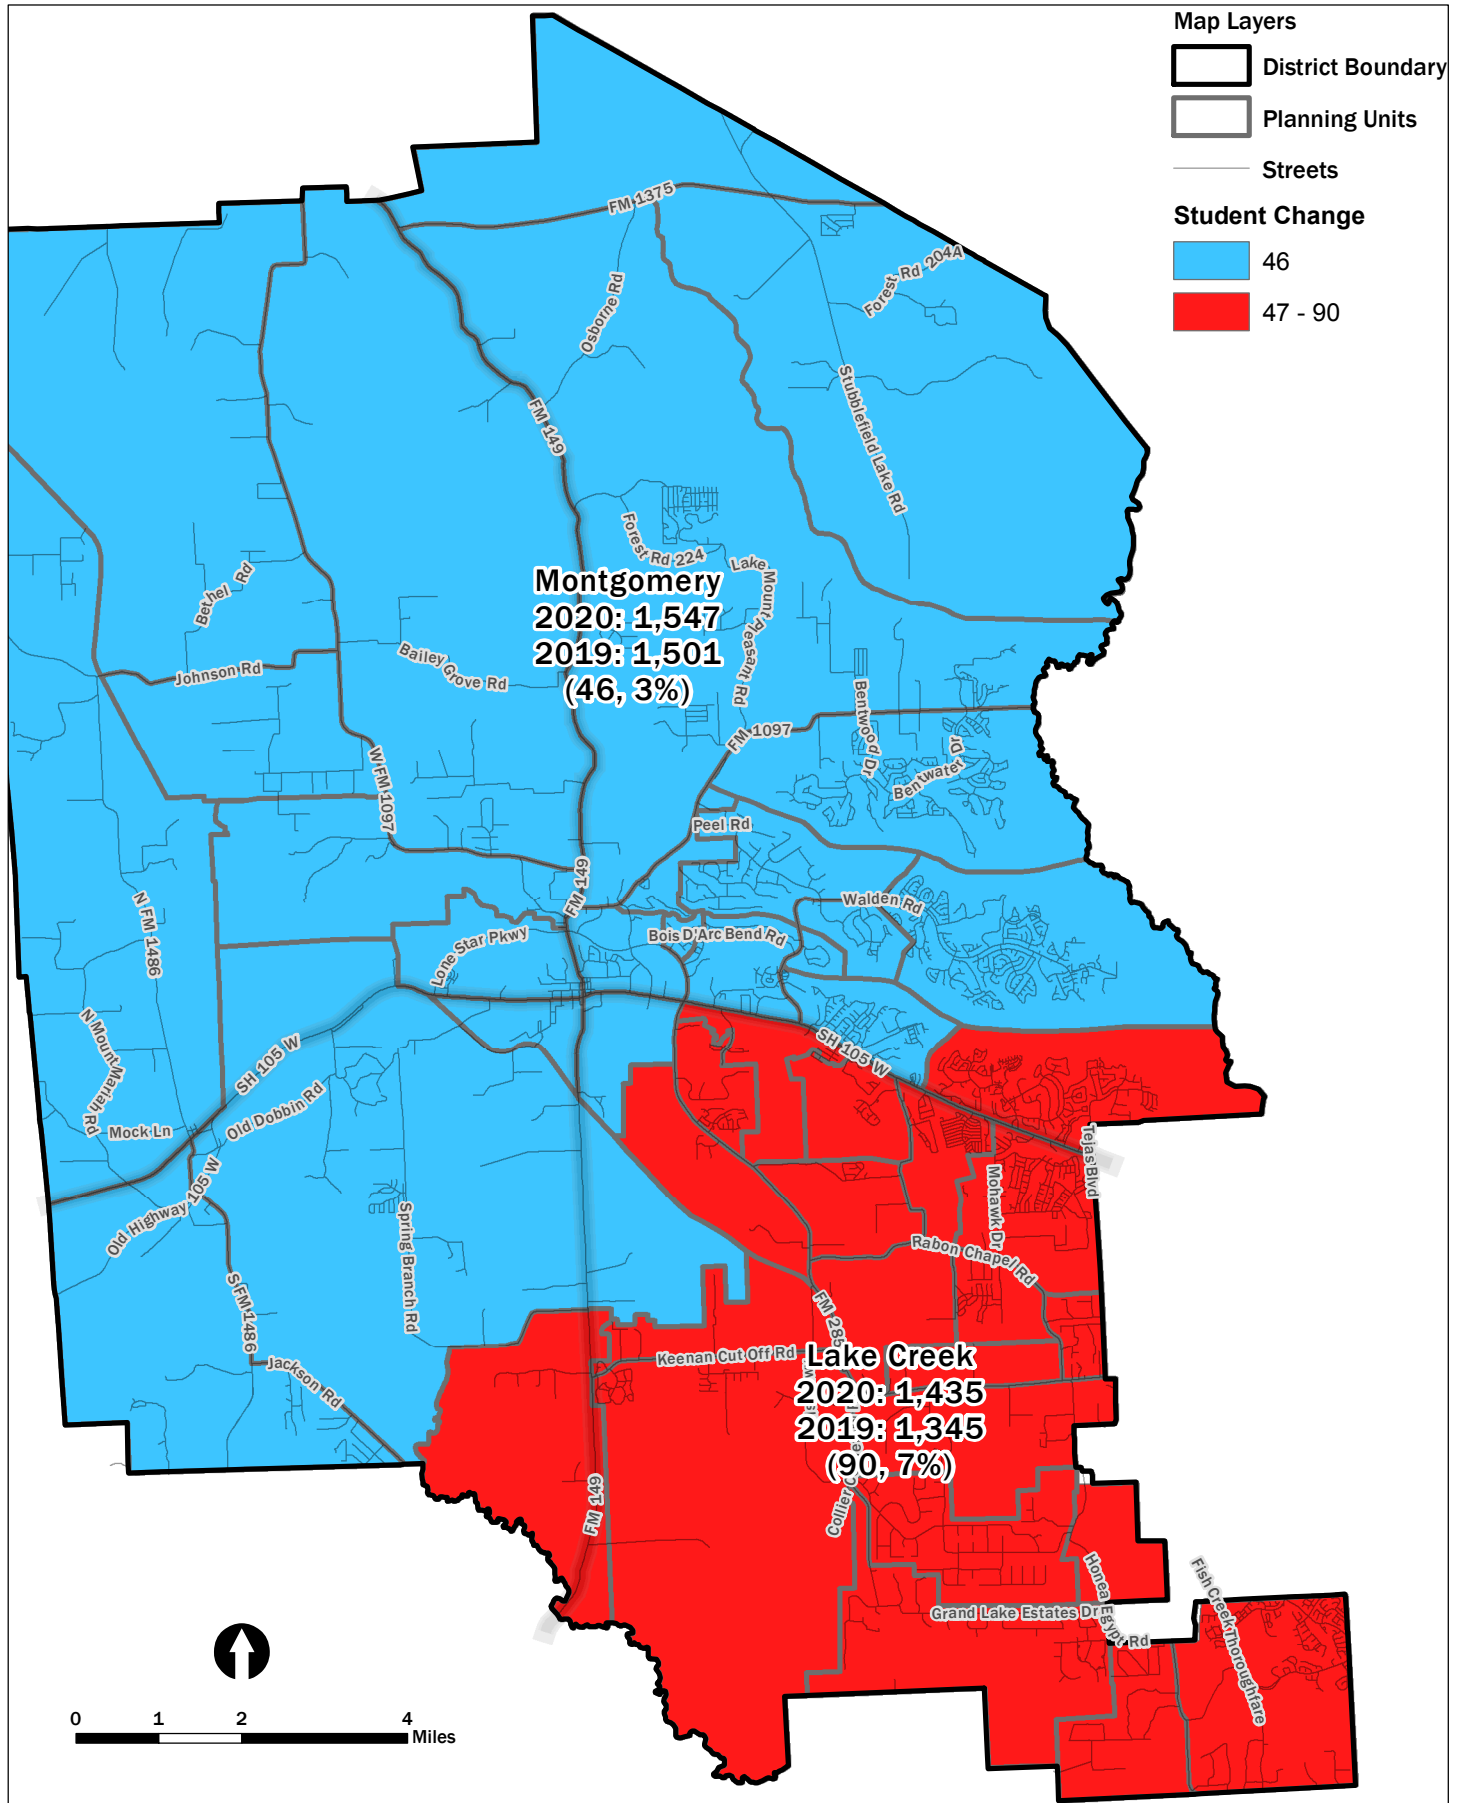 Map Layers
District Boundary
Planning Units
Streets
Student Change
46
47 - 90
FM 1375
Forest Rd 204A
Osborne Rd
Stubblefield Lake Rd
FM 149
Forest Rd 224
Lake Mount Pleasant Rd
Bethel Rd
Montgomery
2020: 1,547
2019: 1,501
(46, 3%)
Johnson Rd
Bailey Grove Rd
Bentwood Dr
FM 1097
Bentwater Dr
W FM 1097
Peel Rd
FM 149
Walden Rd
N FM 1486
Lone Star Pkwy
Bois D'Arc Bend Rd
N Mount Mariah Rd
SH 105 W
SH 105 W
Old Dobbin Rd
Mock Ln
Tejas Blvd
Old Highway 105 W
Mohawk Dr
Spring Branch Rd
Rabon Chapel Rd
S FM 1486
FM 285
Keenan Cut Off Rd
Lake Creek
2020: 1,435
2019: 1,345
(90, 7%)
Jackson Rd
Collier
FM 149
Honea Egypt Rd
Fish Creek Thoroughfare
Grand Lake Estates Dr
0 1 2 4
Miles